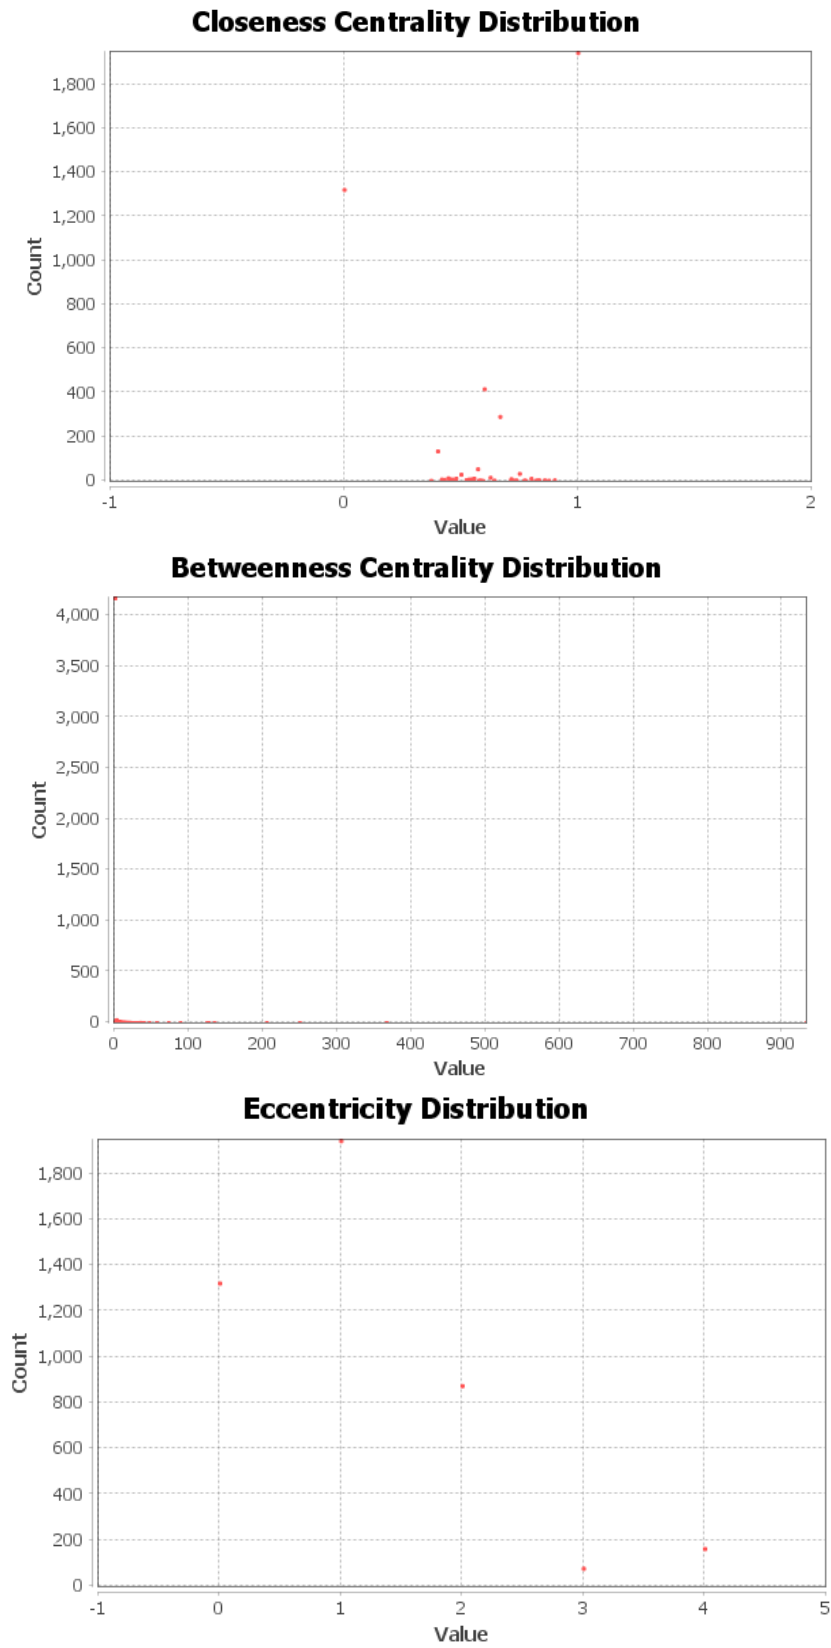 Closeness Centrality Distribution
1,800
1,600
1,400
1,200
1,000
800
600
400
200
0
Count
-1 0 1 2
Value
Betweenness Centrality Distribution
4,000
3,500
3,000
2,500
2,000
1,500
1,000
500
0
Count
0 100 200 300 400 500 600 700 800 900
Value
Eccentricity Distribution
1,800
1,600
1,400
1,200
1,000
800
600
400
200
0
Count
-1 0 1 2 3 4 5
Value